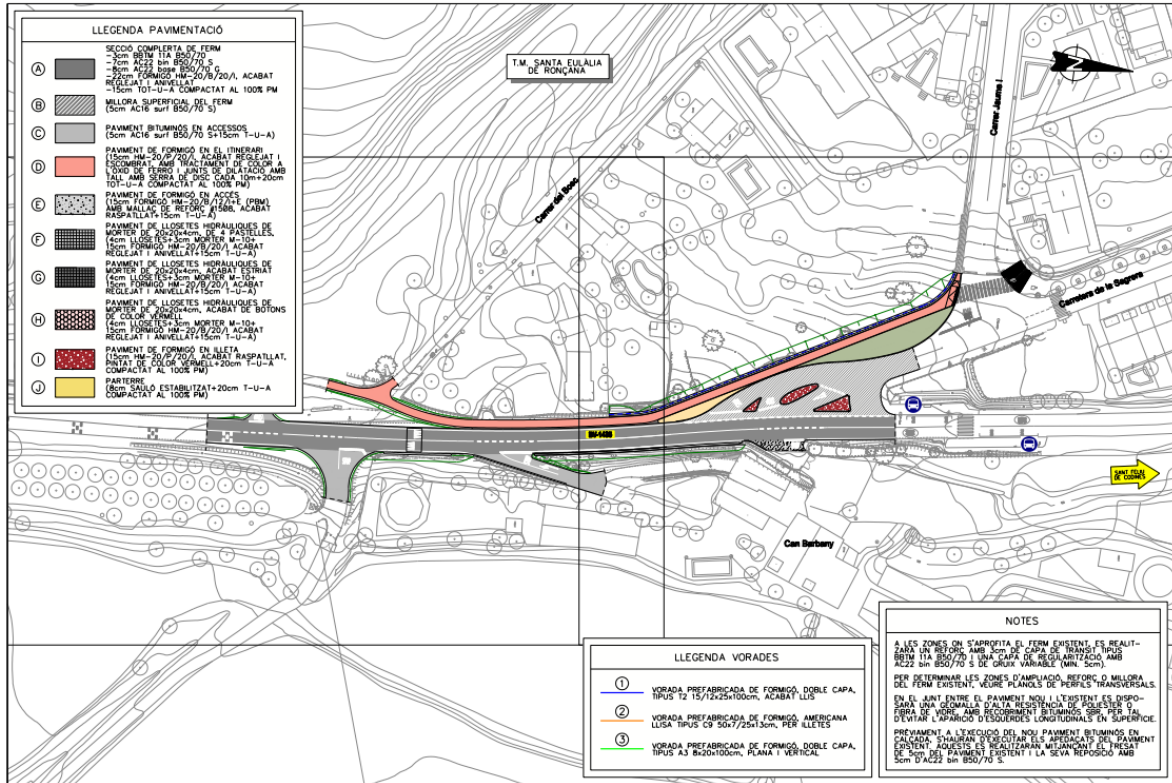 LLEGENDA PAVIMENTACIÓ
A
SECCIÓ COMPLERTA DE FERM
-3cm BBTM 11A B50/70
-7cm AC22 bin B50/70 S
-8cm AC22 base B50/70 G
-22cm FORMIGÓ HM-20/B/20/I, ACABAT
REGLEJAT I ANIVELLAT
-15cm TOT-U-A COMPACTAT AL 100% PM
B
MILLORA SUPERFICIAL DEL FERM
(5cm AC16 surf B50/70 S)
C
PAVIMENT BITUMINÓS EN ACCESSOS
(5cm AC16 surf B50/70 S+15cm T-U-A)
D
PAVIMENT DE FORMIGÓ EN EL ITINERARI
(15cm HM-20/P/20/I, ACABAT REGLEJAT I
ESCOMBRAT, AMB TRACTAMENT DE COLOR A
L'ÒXID DE FERRO I JUNTS DE DILATACIÓ AMB
TALL AMB SERRA DE DISC CADA 10m+20cm
TOT-U-A COMPACTAT AL 100% PM)
E
PAVIMENT DE FORMIGÓ EN ACCÉS
(15cm FORMIGÓ HM-20/B/12/I+E (PBM)
AMB MALLAÇ DE REFORÇ #15Ø8, ACABAT
RASPATLLAT+15cm T-U-A)
F
PAVIMENT DE LLOSETES HIDRÀULIQUES DE
MORTER DE 20x20x4cm, DE 4 PASTELLES,
(4cm LLOSETES+3cm MORTER M-10+
15cm FORMIGÓ HM-20/B/20/I ACABAT
REGLEJAT I ANIVELLAT+15cm T-U-A)
G
PAVIMENT DE LLOSETES HIDRÀULIQUES DE
MORTER DE 20x20x4cm, ACABAT ESTRIAT
(4cm LLOSETES+3cm MORTER M-10+
15cm FORMIGÓ HM-20/B/20/I ACABAT
REGLEJAT I ANIVELLAT+15cm T-U-A)
H
PAVIMENT DE LLOSETES HIDRÀULIQUES DE
MORTER DE 20x20x4cm, ACABAT DE BOTONS
DE COLOR VERMELL
(4cm LLOSETES+3cm MORTER M-10+
15cm FORMIGÓ HM-20/B/20/I ACABAT
REGLEJAT I ANIVELLAT+15cm T-U-A)
I
PAVIMENT DE FORMIGÓ EN ILLETA
(15cm HM-20/P/20/I, ACABAT RASPATLLAT,
PINTAT DE COLOR VERMELL+20cm T-U-A
COMPACTAT AL 100% PM)
J
PARTERRE
(8cm SAULÓ ESTABILITZAT+20cm T-U-A
COMPACTAT AL 100% PM)
T.M. SANTA EULÀLIA
DE RONÇANA
Carrer Jaume I
Carrer del Bosc
Carretera de la Sagrera
Can Barbany
SANT FELIU
DE CODINES
LLEGENDA VORADES
1
VORADA PREFABRICADA DE FORMIGÓ, DOBLE CAPA,
TIPUS T2 15/12x25x100cm, ACABAT LLIS
2
VORADA PREFABRICADA DE FORMIGÓ, AMERICANA
LLISA TIPUS C9 50x7/25x13cm, PER ILLETES
3
VORADA PREFABRICADA DE FORMIGÓ, DOBLE CAPA,
TIPUS A3 8x20x100cm, PLANA I VERTICAL
NOTES
A LES ZONES ON S'APROFITA EL FERM EXISTENT, ES REALIT-
ZARÀ UN REFORÇ AMB 3cm DE CAPA DE TRÀNSIT TIPUS
BBTM 11A B50/70 I UNA CAPA DE REGULARITZACIÓ AMB
AC22 bin B50/70 S DE GRUIX VARIABLE (MIN. 5cm).
PER DETERMINAR LES ZONES D'AMPLIACIÓ, REFORÇ O MILLORA
DEL FERM EXISTENT, VEURE PLÀNOLS DE PERFILS TRANSVERSALS.
EN EL JUNT ENTRE EL PAVIMENT NOU I L'EXISTENT ES DISPO-
SARÀ UNA GEOMALLA D'ALTA RESISTÈNCIA DE POLIESTER O
FIBRA DE VIDRE, AMB RECOBRIMENT BITUMINÓS SBR, PER TAL
D'EVITAR L'APARICIÓ D'ESQUERDES LONGITUDINALS EN SUPERFICIE.
PRÈVIAMENT A L'EXECUCIÓ DEL NOU PAVIMENT BITUMINÓS EN
CALÇADA, S'HAURAN D'EXECUTAR ELS APEDAÇATS DEL PAVIMENT
EXISTENT. AQUESTS ES REALITZARAN MITJANÇANT EL FRESAT
DE 5cm DEL PAVIMENT EXISTENT I LA SEVA REPOSICIÓ AMB
5cm D'AC22 bin B50/70 S.